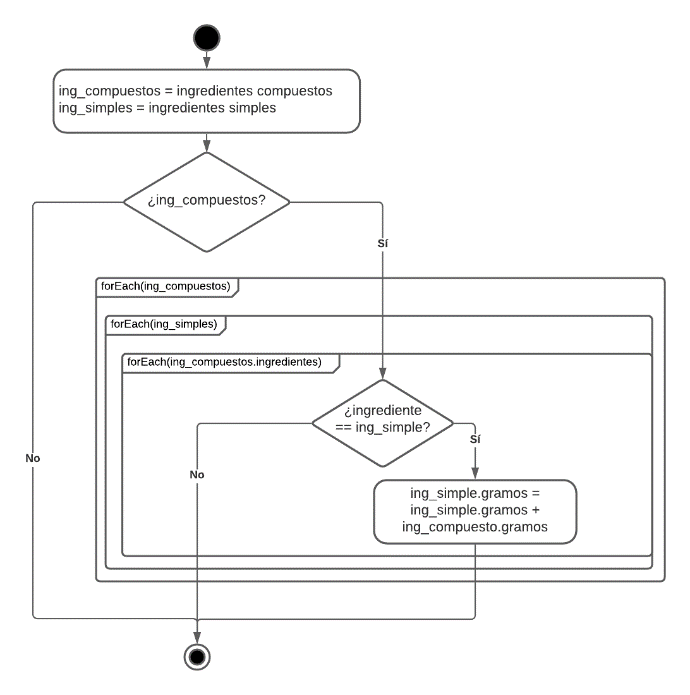 ing_compuestos = ingredientes compuestos
ing_simples = ingredientes simples
¿ing_compuestos?
Sí
forEach(ing_compuestos)
forEach(ing_simples)
forEach(ing_compuestos.ingredientes)
¿ingrediente
== ing_simple?
Sí
No
No
ing_simple.gramos =
ing_simple.gramos +
ing_compuesto.gramos